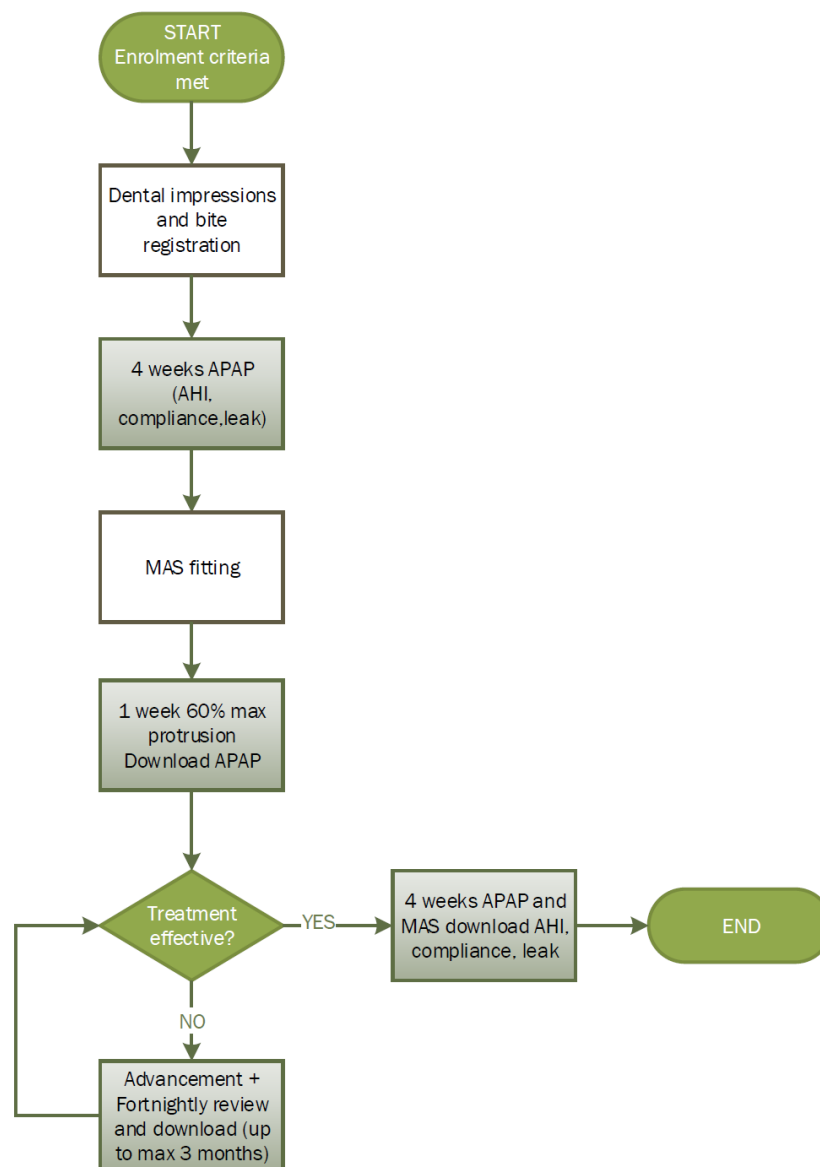 START
Enrolment criteria
met
Dental impressions
and bite
registration
4 weeks APAP
(AHI,
compliance,leak)
MAS fitting
1 week 60% max
protrusion
Download APAP
Treatment
effective?
YES
4 weeks APAP and
MAS download AHI,
compliance, leak
END
NO
Advancement +
Fortnightly review
and download (up
to max 3 months)